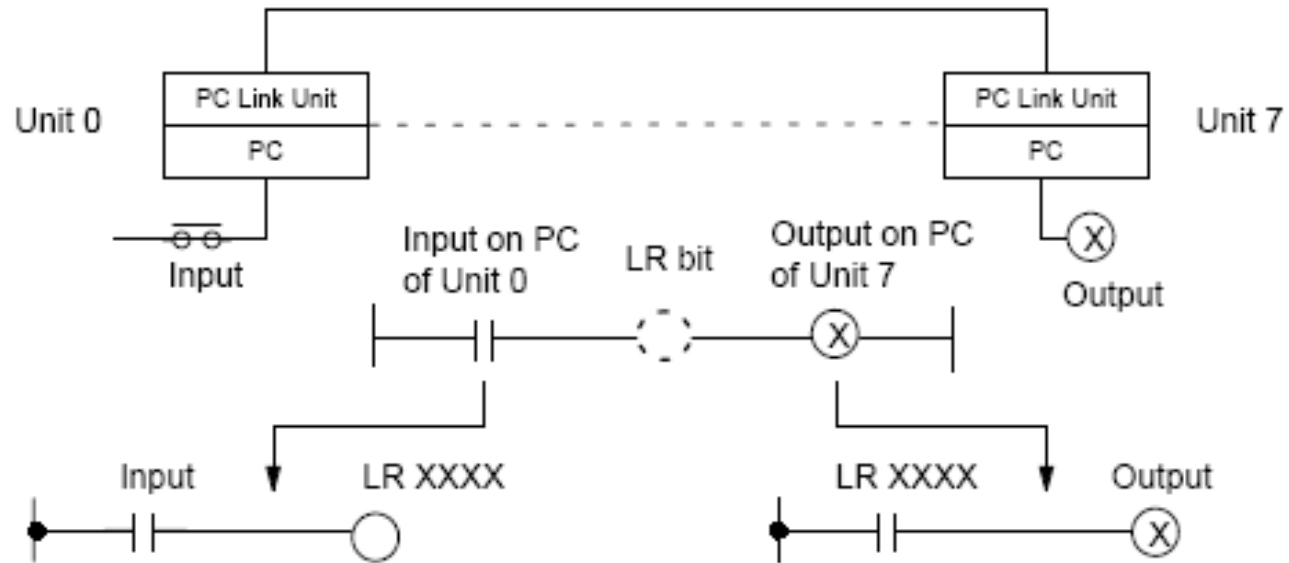 PC Link Unit
PC
Unit 0
PC Link Unit
PC
Unit 7
Input
Input on PC
of Unit 0
LR bit
Output on PC
of Unit 7
X
Output
X
Input
LR XXXX
LR XXXX
Output
X